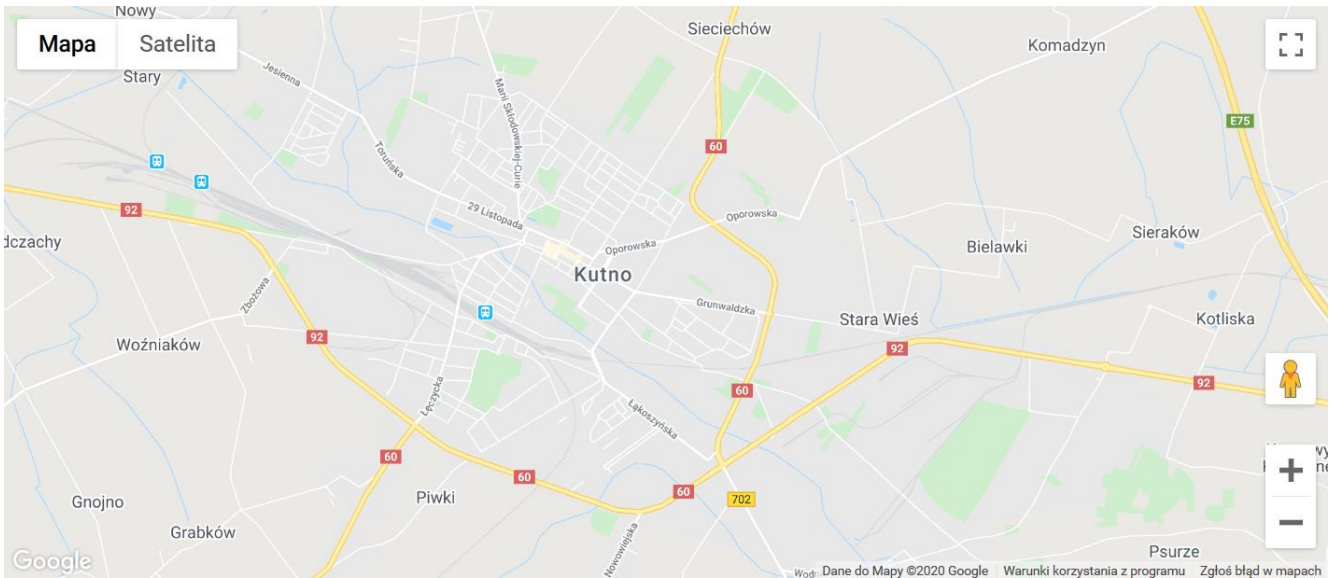 Nowy
Mapa
Satelita
Stary
Jesienna
Marii Skłodowskiej-Curie
Sieciechów
Komadzyn
E75
60
Toruńska
92
29 Listopada
Oporowska
Oporowska
dczachy
Bielawki
Sieraków
Kutno
Zbożowa
Grunwaldzka
Stara Wieś
Kotliska
Woźniaków
92
92
Łęczycka
60
92
Łąkoszyńska
60
60
60
702
Gnojno
Piwki
Grabków
Nowowiejska
Psurze
Google
Dane do Mapy ©2020 Google
Warunki korzystania z programu
Zgłoś błąd w mapach